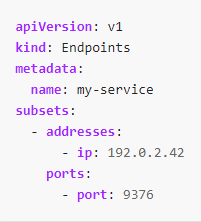 apiVersion: v1
kind: Endpoints
metadata:
  name: my-service
subsets:
  - addresses:
      - ip: 192.0.2.42
    ports:
      - port: 9376